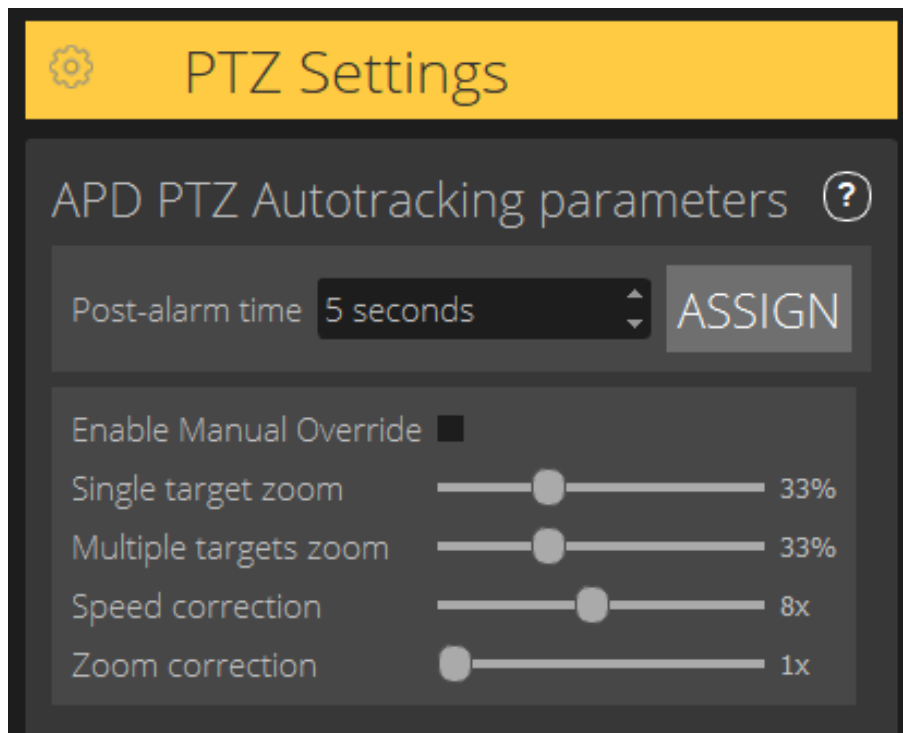 PTZ Settings
APD PTZ Autotracking parameters ?
Post-alarm time 5 seconds ASSIGN
Enable Manual Override
Single target zoom 33%
Multiple targets zoom 33%
Speed correction 8x
Zoom correction 1x